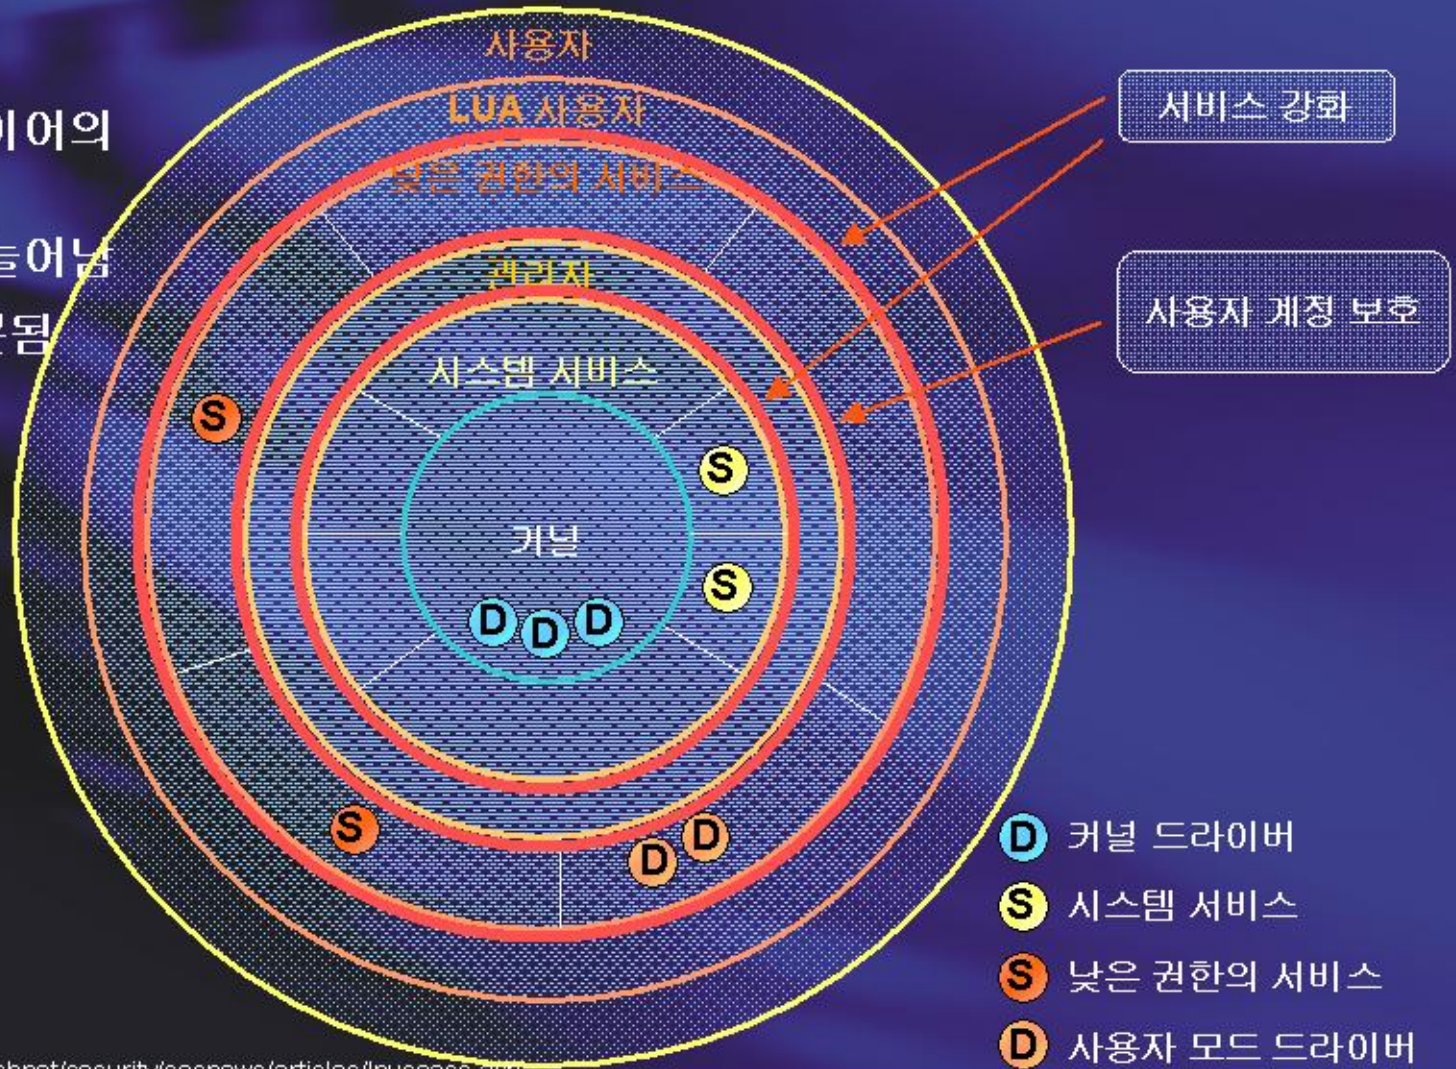 사용자
LUA 사용자
이어의
낮은 권한의 서비스
늘어남
관리자
시스템 서비스
커널
S
S
S
D
D
D
S
D
D
서비스 강화
사용자 계정 보호
D 커널 드라이버
S 시스템 서비스
S 낮은 권한의 서비스
D 사용자 모드 드라이버